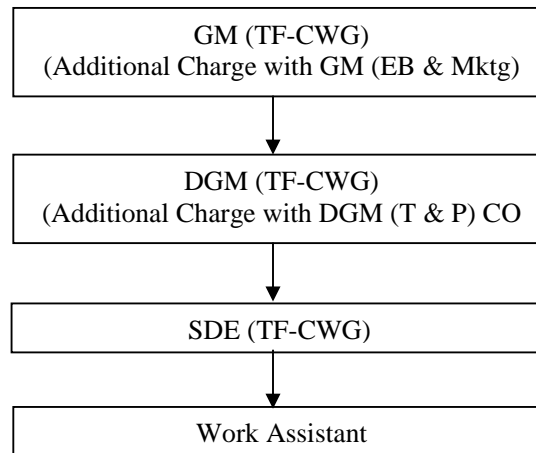 GM (TF-CWG)
(Additional Charge with GM (EB & Mktg)
DGM (TF-CWG)
(Additional Charge with DGM (T & P) CO
SDE (TF-CWG)
Work Assistant